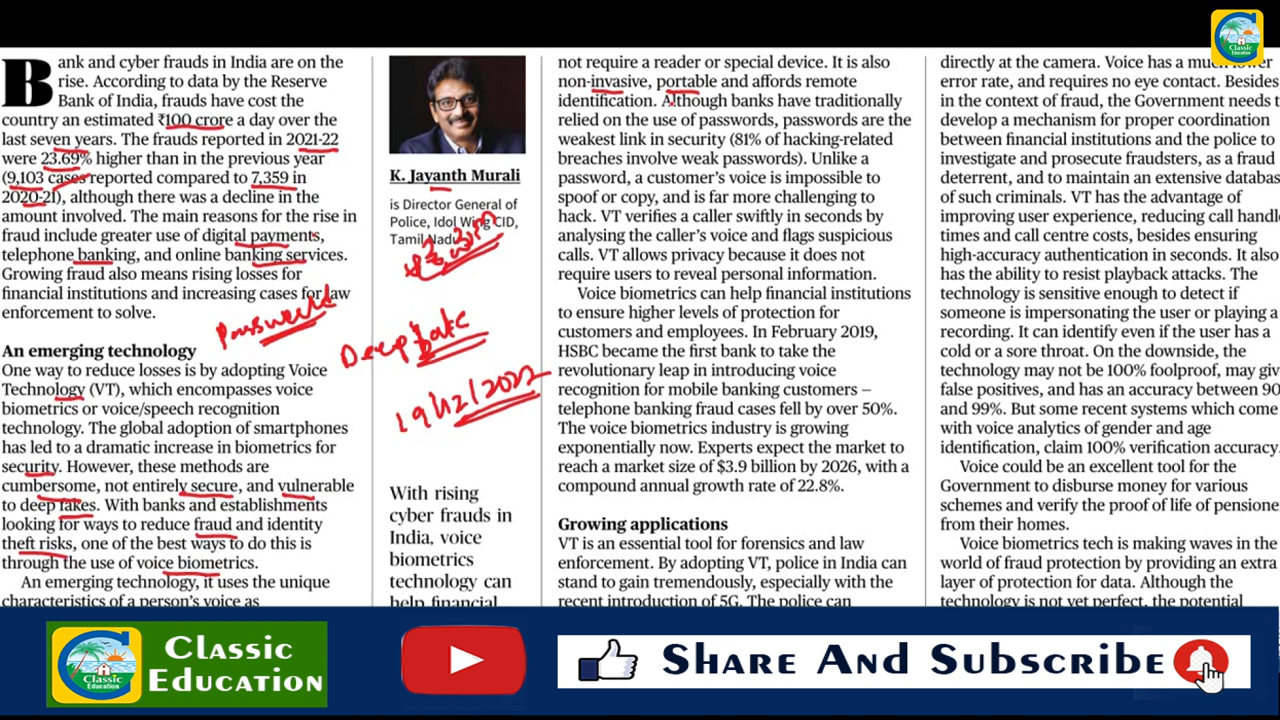 Classic
Education
Bank and cyber frauds in India are on the
rise. According to data by the Reserve
Bank of India, frauds have cost the
country an estimated ₹100 crore a day over the
last seven years. The frauds reported in 2021-22
were 23.69% higher than in the previous year
(9,103 cases reported compared to 7,359 in
2020-21), although there was a decline in the
amount involved. The main reasons for the rise in
fraud include greater use of digital payments,
telephone banking, and online banking services.
Growing fraud also means rising losses for
financial institutions and increasing cases for law
enforcement to solve.
Password
An emerging technology
One way to reduce losses is by adopting Voice
Technology (VT), which encompasses voice
biometrics or voice/speech recognition
technology. The global adoption of smartphones
has led to a dramatic increase in biometrics for
security. However, these methods are
cumbersome, not entirely secure, and vulnerable
to deep fakes. With banks and establishments
looking for ways to reduce fraud and identity
theft risks, one of the best ways to do this is
through the use of voice biometrics.
An emerging technology, it uses the unique
characteristics of a person's voice as
K. Jayanth Murali
is Director General of
Police, Idol Wing CID,
Tamil Nadu
Deepfake
19/12/2022
With rising
cyber frauds in
India, voice
biometrics
technology can
help financial
not require a reader or special device. It is also
non-invasive, portable and affords remote
identification. Although banks have traditionally
relied on the use of passwords, passwords are the
weakest link in security (81% of hacking-related
breaches involve weak passwords). Unlike a
password, a customer's voice is impossible to
spoof or copy, and is far more challenging to
hack. VT verifies a caller swiftly in seconds by
analysing the caller's voice and flags suspicious
calls. VT allows privacy because it does not
require users to reveal personal information.
Voice biometrics can help financial institutions
to ensure higher levels of protection for
customers and employees. In February 2019,
HSBC became the first bank to take the
revolutionary leap in introducing voice
recognition for mobile banking customers –
telephone banking fraud cases fell by over 50%.
The voice biometrics industry is growing
exponentially now. Experts expect the market to
reach a market size of $3.9 billion by 2026, with a
compound annual growth rate of 22.8%.
Growing applications
VT is an essential tool for forensics and law
enforcement. By adopting VT, police in India can
stand to gain tremendously, especially with the
recent introduction of 5G. The police can
directly at the camera. Voice has a much lower
error rate, and requires no eye contact. Besides
in the context of fraud, the Government needs t
develop a mechanism for proper coordination
between financial institutions and the police to
investigate and prosecute fraudsters, as a fraud
deterrent, and to maintain an extensive databas
of such criminals. VT has the advantage of
improving user experience, reducing call handl
times and call centre costs, besides ensuring
high-accuracy authentication in seconds. It also
has the ability to resist playback attacks. The
technology is sensitive enough to detect if
someone is impersonating the user or playing a
recording. It can identify even if the user has a
cold or a sore throat. On the downside, the
technology may not be 100% foolproof, may giv
false positives, and has an accuracy between 90
and 99%. But some recent systems which come
with voice analytics of gender and age
identification, claim 100% verification accuracy.
Voice could be an excellent tool for the
Government to disburse money for various
schemes and verify the proof of life of pensione
from their homes.
Voice biometrics tech is making waves in the
world of fraud protection by providing an extra
layer of protection for data. Although the
technology is not yet perfect, the potential
Classic
Education
Classic
Education
Share And Subscribe